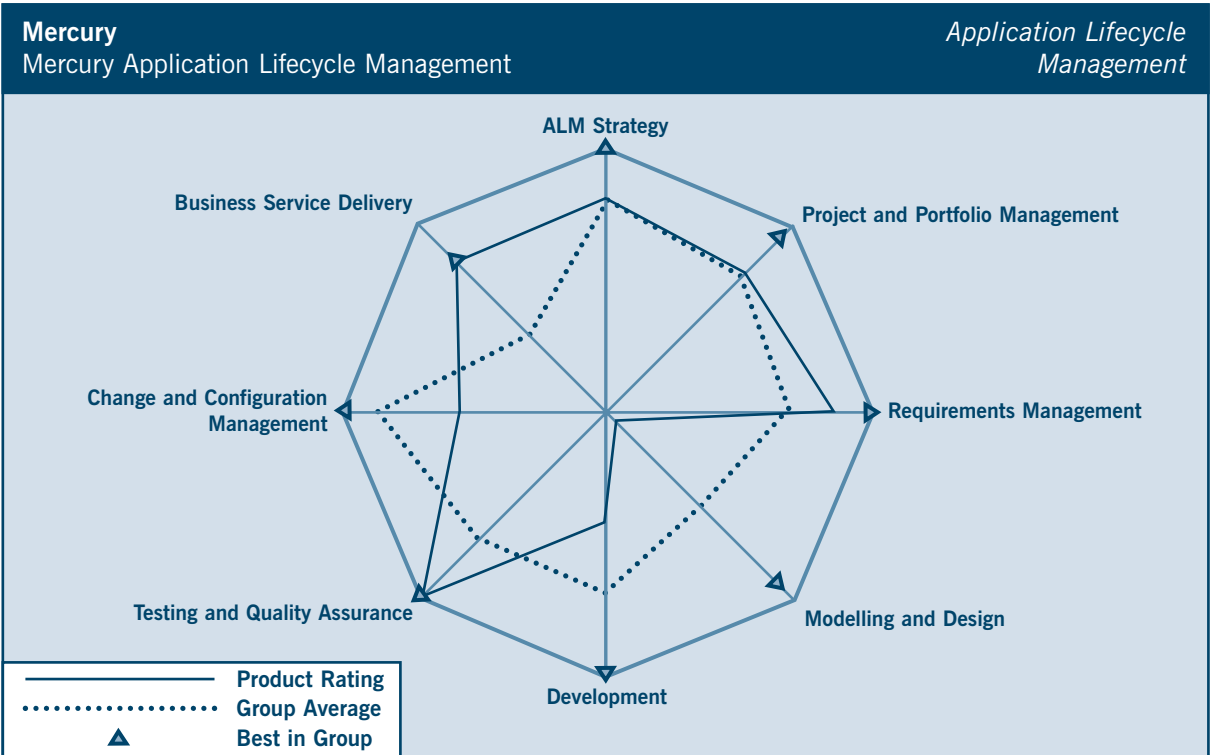 Mercury
Mercury Application Lifecycle Management
Application Lifecycle
Management
ALM Strategy
Business Service Delivery
Project and Portfolio Management
Change and Configuration
Management
Requirements Management
Testing and Quality Assurance
Modelling and Design
Development
Product Rating
Group Average
Best in Group